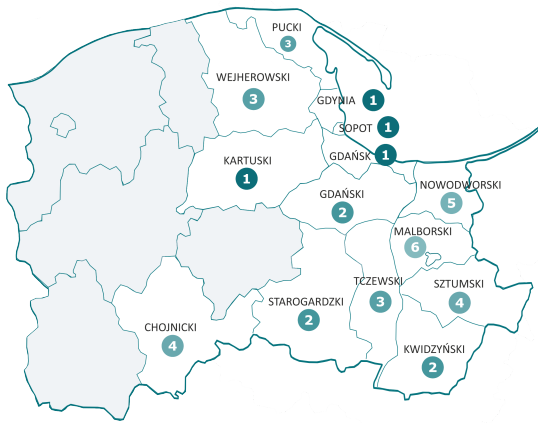 PUCKI
3
WEJHEROWSKI
3
GDYNIA 1
SOPOT 1
GDAŃSK 1
KARTUSKI
1
GDAŃSKI
2
NOWODWORSKI
5
MALBORSKI
6
TCZEWSKI
3
SZTUMSKI
4
STAROGARDZKI
2
CHOJNICKI
4
KWIDZYŃSKI
2